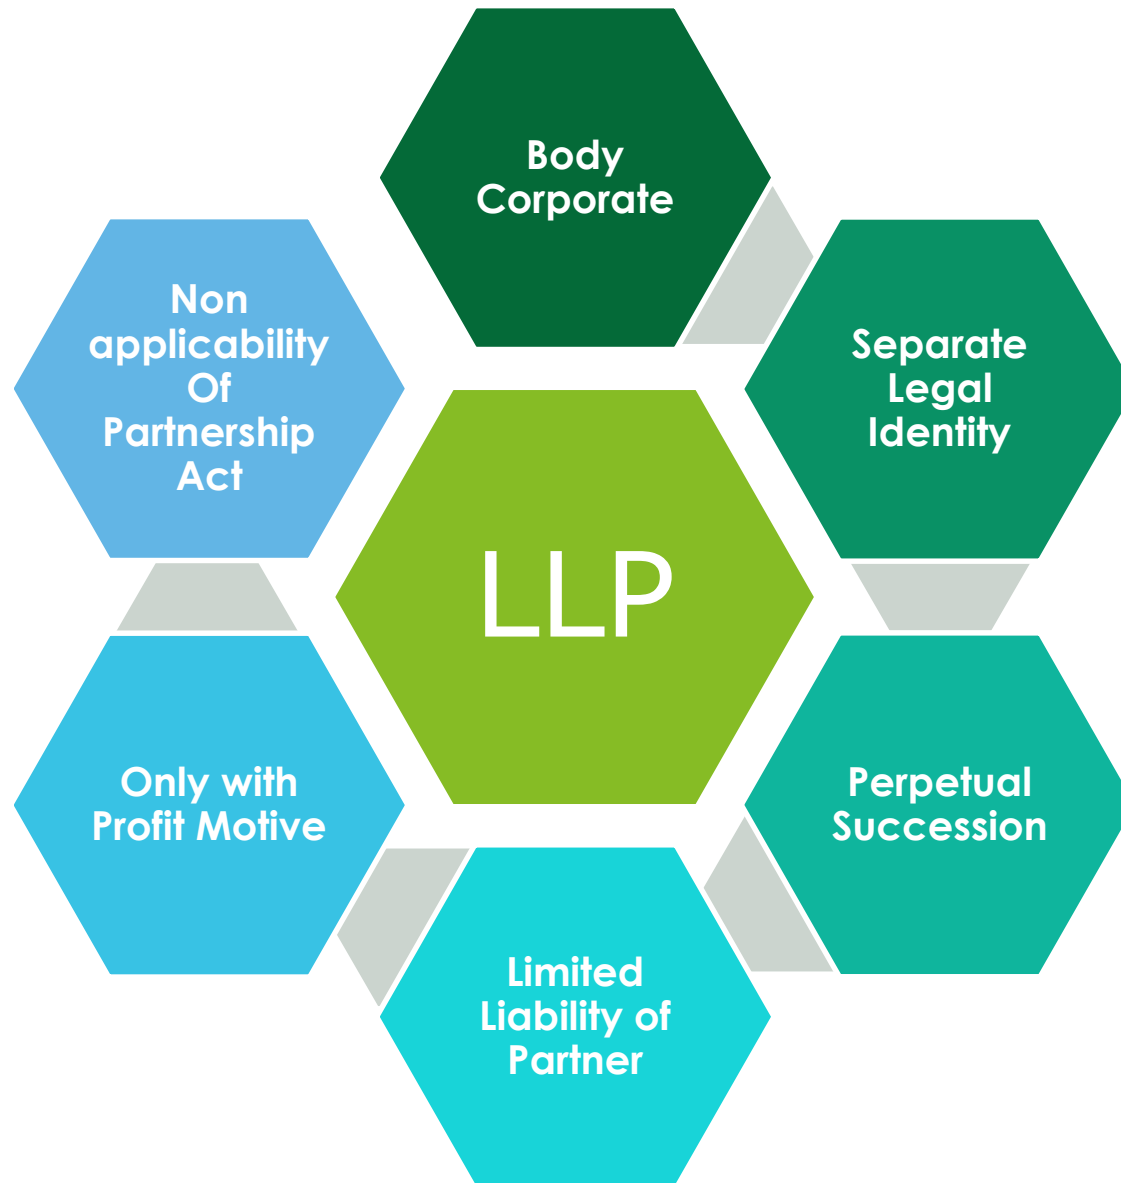 Body
Corporate
Separate
Legal
Identity
Perpetual
Succession
Limited
Liability of
Partner
Only with
Profit Motive
Non
applicability
Of
Partnership
Act
LLP